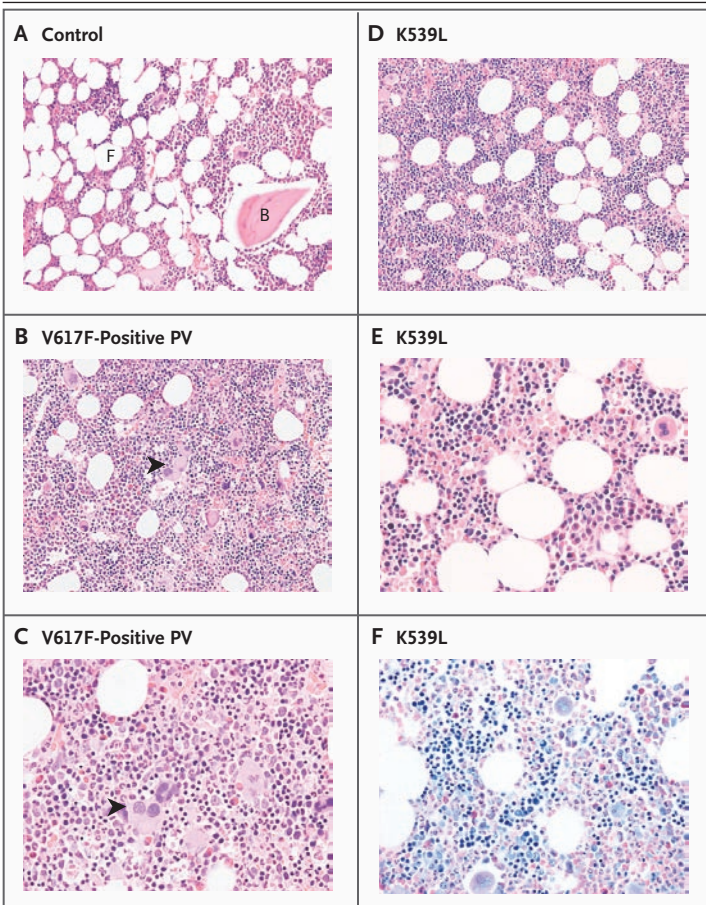 A Control
F
B
D K539L
B V617F-Positive PV
E K539L
C V617F-Positive PV
F K539L